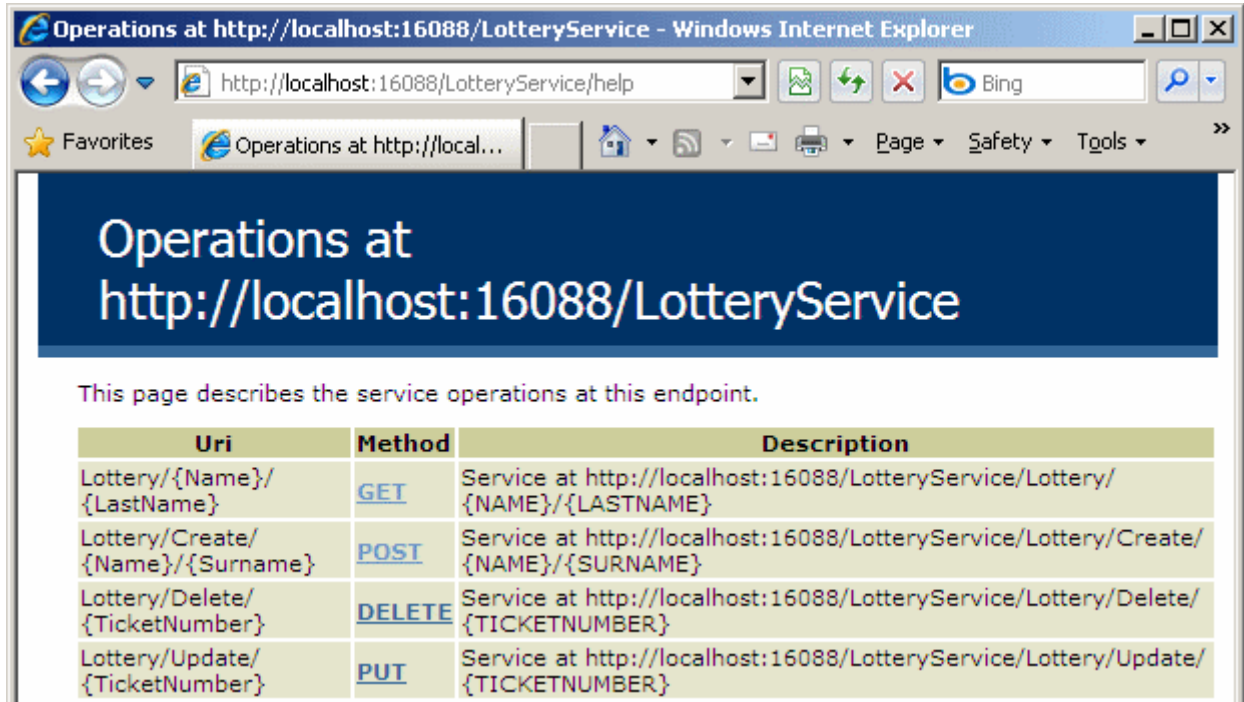 Operations at http://localhost:16088/LotteryService - Windows Internet Explorer
http://localhost:16088/LotteryService/help
Bing
Favorites
Operations at http://local...
Page
Safety
Tools
»
Operations at
http://localhost:16088/LotteryService
This page describes the service operations at this endpoint.
Uri Method Description
Lottery/{Name}/ GET Service at http://localhost:16088/LotteryService/Lottery/
{LastName} {NAME}/{LASTNAME}
Lottery/Create/ POST Service at http://localhost:16088/LotteryService/Lottery/Create/
{Name}/{Surname} {NAME}/{SURNAME}
Lottery/Delete/ DELETE Service at http://localhost:16088/LotteryService/Lottery/Delete/
{TicketNumber} {TICKETNUMBER}
Lottery/Update/ PUT Service at http://localhost:16088/LotteryService/Lottery/Update/
{TicketNumber} {TICKETNUMBER}